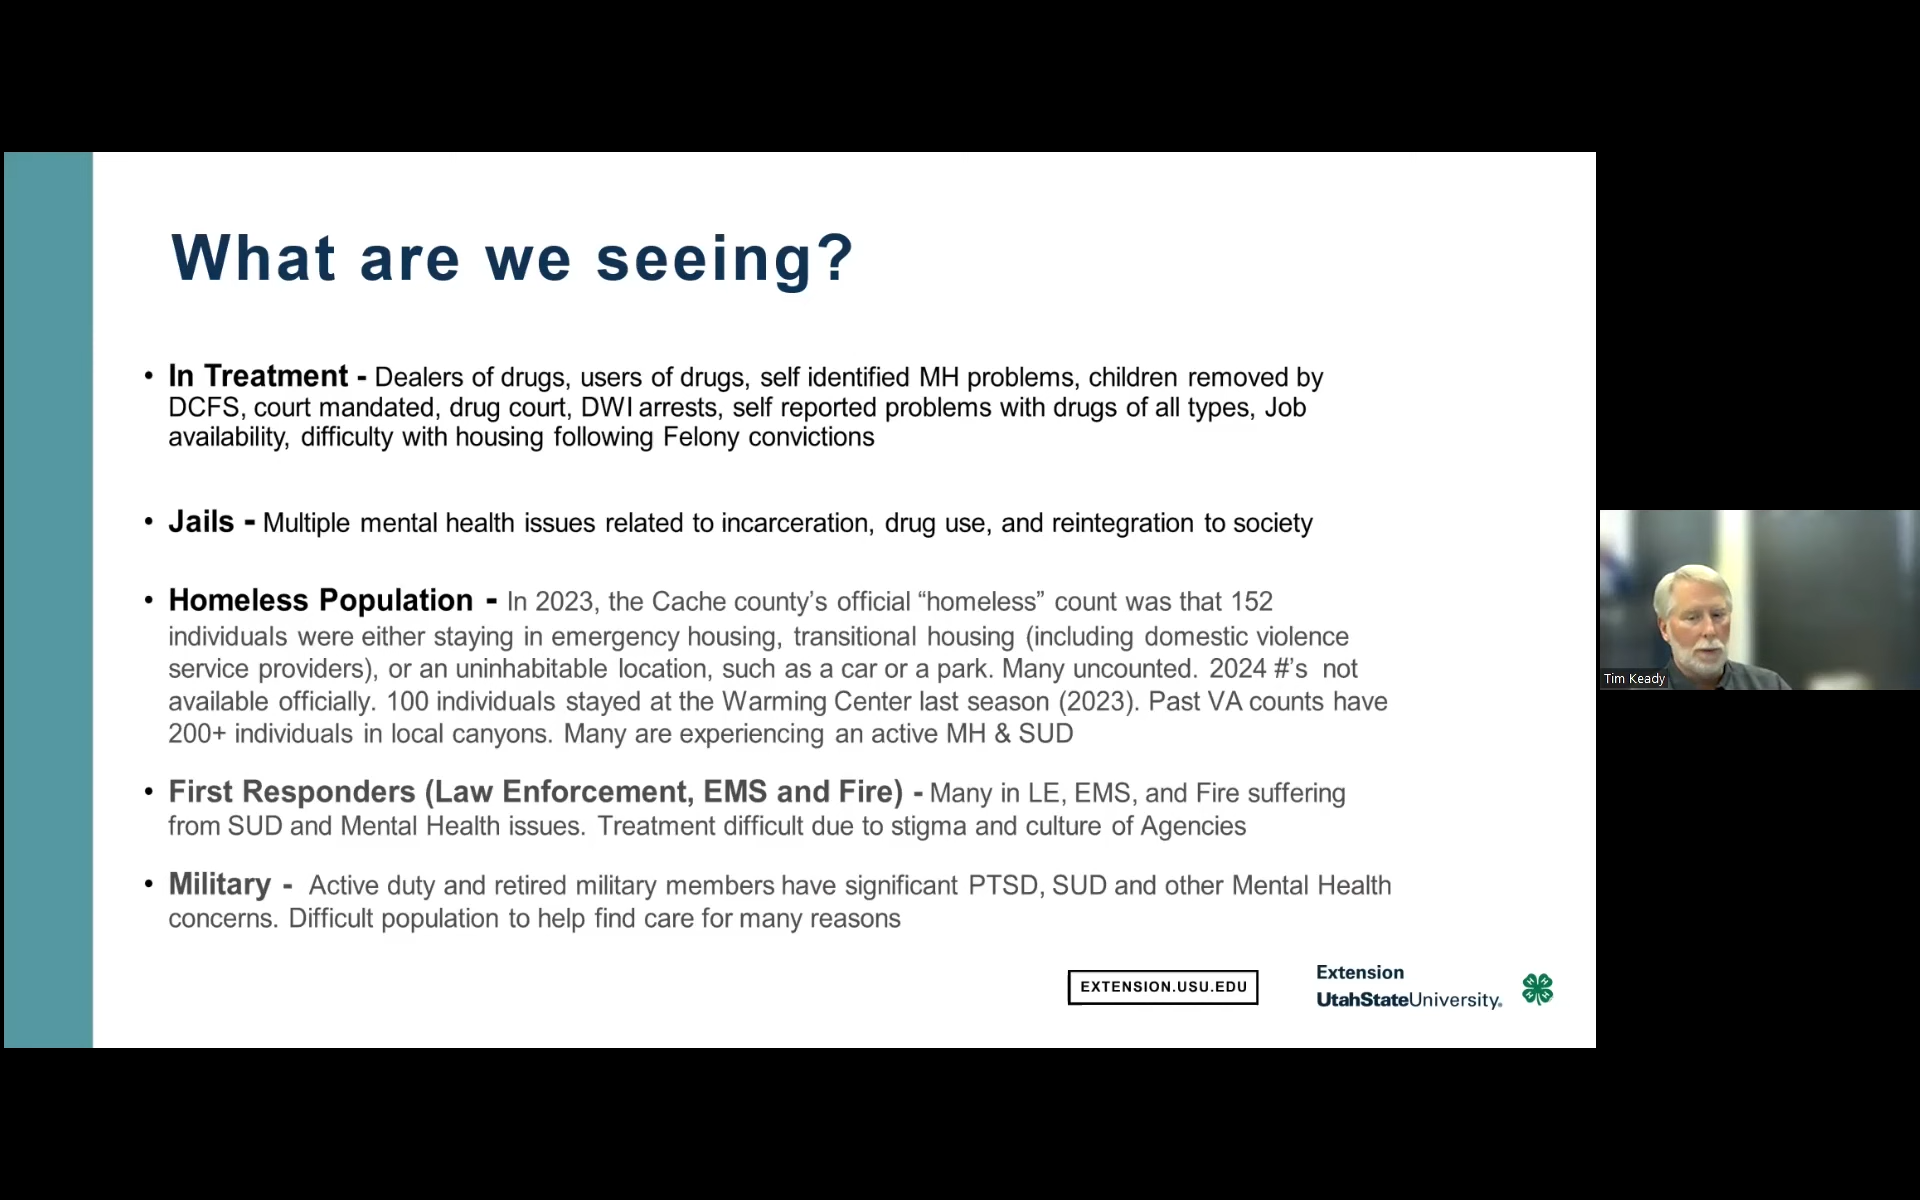 What are we seeing?
• In Treatment - Dealers of drugs, users of drugs, self identified MH problems, children removed by
DCFS, court mandated, drug court, DWI arrests, self reported problems with drugs of all types, Job
availability, difficulty with housing following Felony convictions
• Jails - Multiple mental health issues related to incarceration, drug use, and reintegration to society
• Homeless Population - In 2023, the Cache county’s official “homeless” count was that 152
individuals were either staying in emergency housing, transitional housing (including domestic violence
service providers), or an uninhabitable location, such as a car or a park. Many uncounted. 2024 #’s not
available officially. 100 individuals stayed at the Warming Center last season (2023). Past VA counts have
200+ individuals in local canyons. Many are experiencing an active MH & SUD
• First Responders (Law Enforcement, EMS and Fire) - Many in LE, EMS, and Fire suffering
from SUD and Mental Health issues. Treatment difficult due to stigma and culture of Agencies
• Military - Active duty and retired military members have significant PTSD, SUD and other Mental Health
concerns. Difficult population to help find care for many reasons
EXTENSION.USU.EDU
Extension
UtahStateUniversity.
Tim Keady